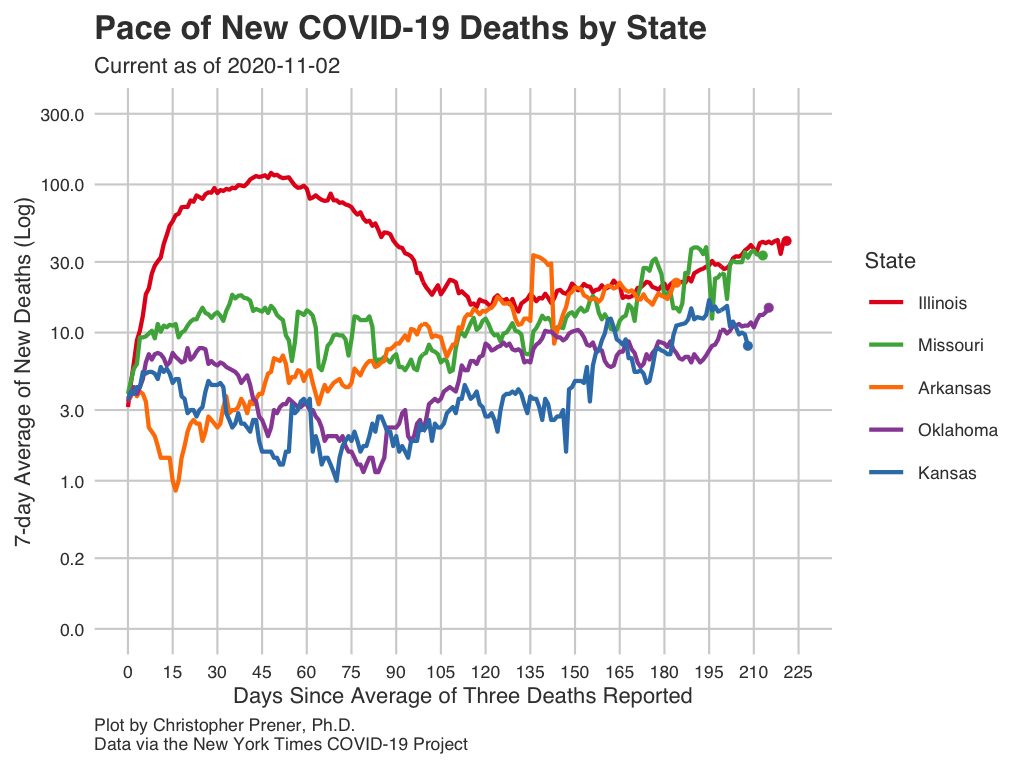 Pace of New COVID-19 Deaths by State
Current as of 2020-11-02
7-day Average of New Deaths (Log)
300.0
100.0
30.0
10.0
3.0
1.0
0.2
0.0
0 15 30 45 60 75 90 105 120 135 150 165 180 195 210 225
Days Since Average of Three Deaths Reported
State
Illinois
Missouri
Arkansas
Oklahoma
Kansas
Plot by Christopher Prener, Ph.D.
Data via the New York Times COVID-19 Project